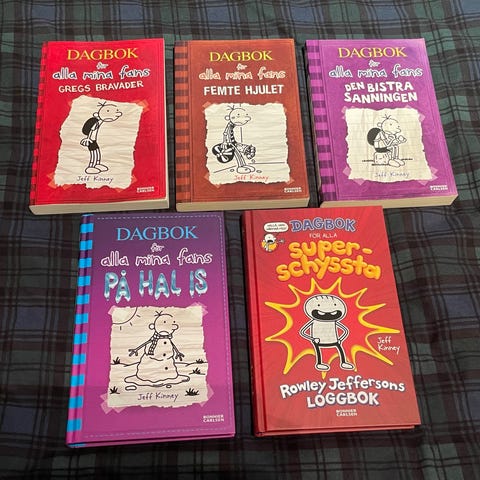 DAGBOK
för
alla mina fans
GREGS BRAVADER
Jeff Kinney
BONNIER
CARLSEN
DAGBOK
för
alla mina fans
FEMTE HJULET
Jeff Kinney
BONNIER
CARLSEN
DAGBOK
för
alla mina fans
DEN BISTRA
SANNINGEN
Jeff Kinney
BONNIER
CARLSEN
DAGBOK
för
alla mina fans
PÅ HAL IS
Jeff Kinney
BONNIER
CARLSEN
DAGBOK
FÖR ALLA
super-
schyssta
Jeff
Kinney
Rowley Jeffersons
LOGGBOK
BONNIER
CARLSEN